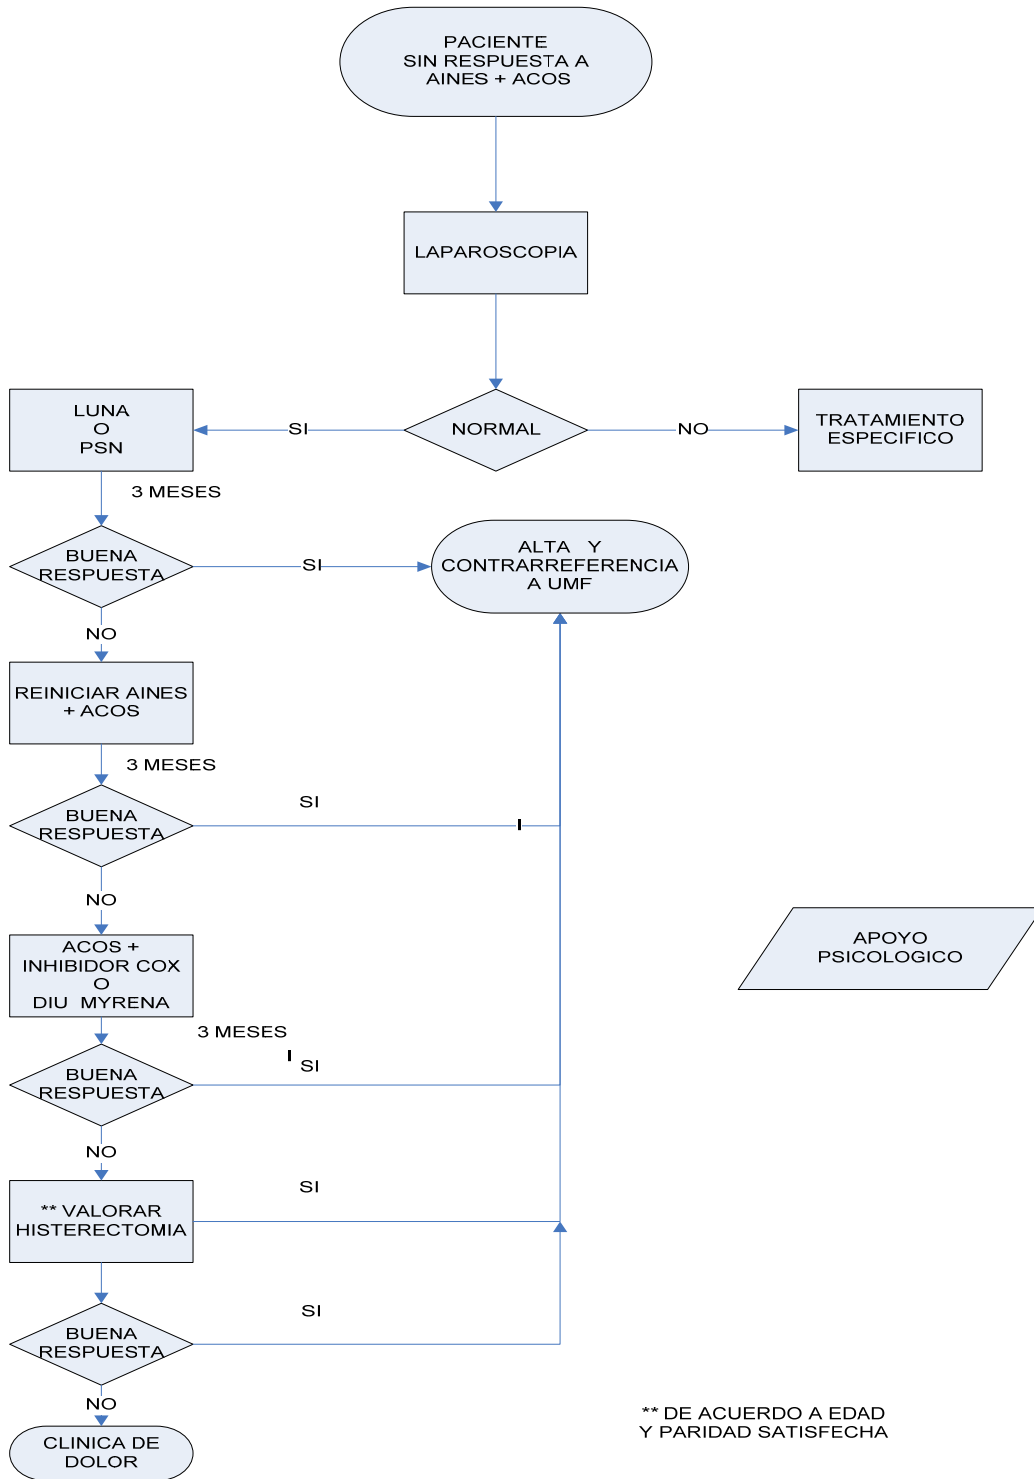 PACIENTE
SIN RESPUESTA A
AINES + ACOS
LAPAROSCOPIA
LUNA
O
PSN
SI
NORMAL
NO
TRATAMIENTO
ESPECIFICO
3 MESES
BUENA
RESPUESTA
SI
ALTA Y
CONTRARREFERENCIA
A UMF
NO
REINICIAR AINES
+ ACOS
3 MESES
BUENA
RESPUESTA
SI
I
NO
ACOS +
INHIBIDOR COX
O
DIU MYRENA
APOYO
PSICOLOGICO
3 MESES
I
SI
BUENA
RESPUESTA
NO
** VALORAR
HISTERECTOMIA
SI
BUENA
RESPUESTA
SI
NO
CLINICA DE
DOLOR
** DE ACUERDO A EDAD
Y PARIDAD SATISFECHA